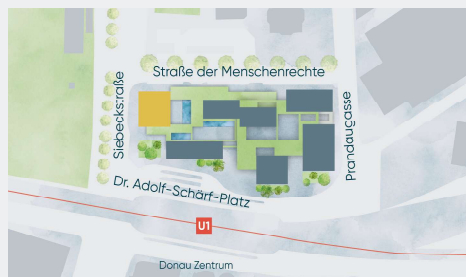 Straße der Menschenrechte
Siebeckstraße
Prandaugasse
Dr. Adolf-Schärf-Platz
U1
Donau Zentrum